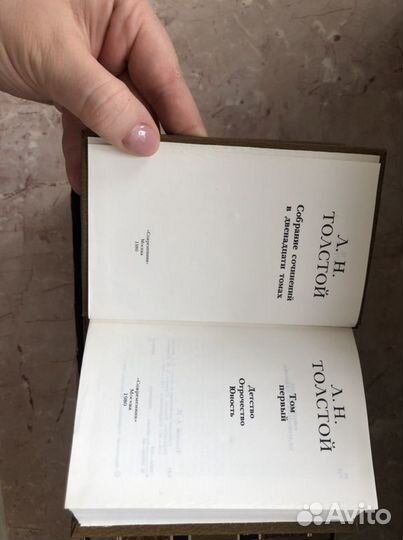 Л. Н.
ТОЛСТОЙ
Собрание сочинений
в двенадцати томах
«Современник»
Москва
1980
Л. Н.
ТОЛСТОЙ
Том
первый
Детство
Отрочество
Юность
«Современник»
Москва
1980
Avito